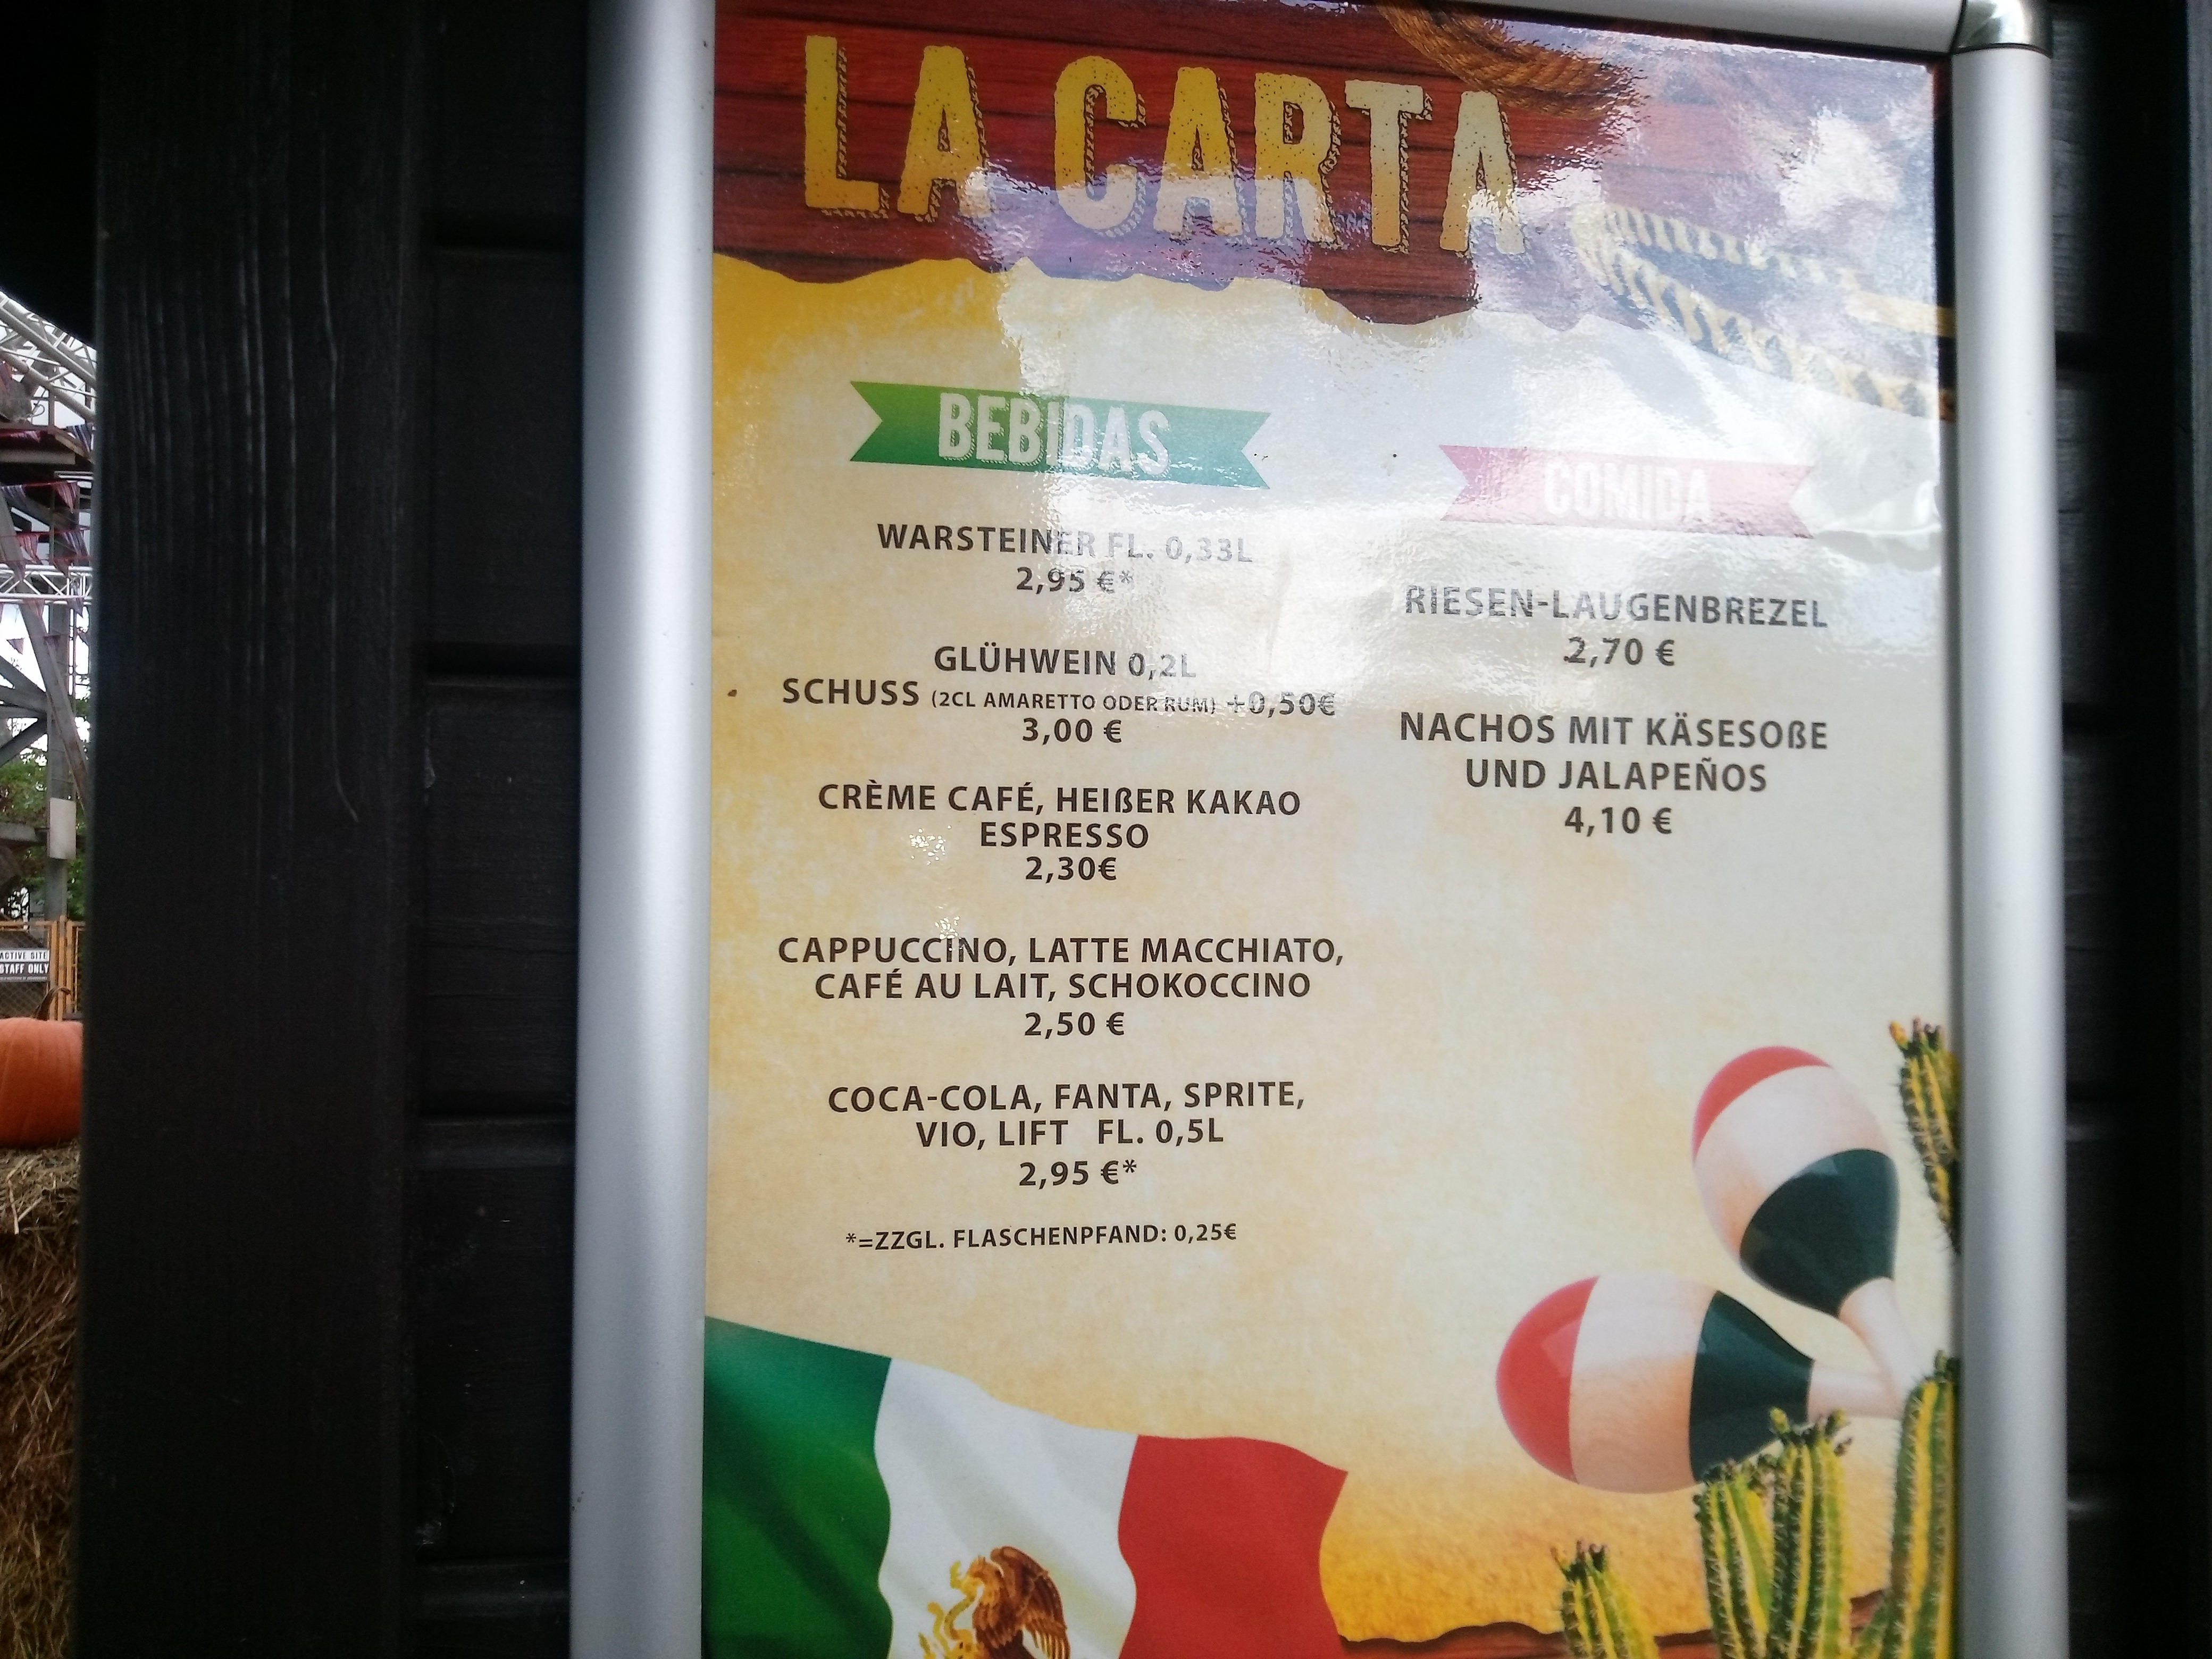 LA CARTA
BEBIDAS
WARSTEINER FL. 0,33L
2,95 €*
GLÜHWEIN 0,2L
SCHUSS (2CL AMARETTO ODER RUM) +0,50€
3,00 €
CRÈME CAFÉ, HEIßER KAKAO
ESPRESSO
2,30€
CAPPUCCINO, LATTE MACCHIATO,
CAFÉ AU LAIT, SCHOKOCCINO
2,50 €
COCA-COLA, FANTA, SPRITE,
VIO, LIFT FL. 0,5L
2,95 €*
*=ZZGL. FLASCHENPFAND: 0,25€
COMIDA
RIESEN-LAUGENBREZEL
2,70 €
NACHOS MIT KÄSESOßE
UND JALAPEÑOS
4,10 €
ACTIVE SITE
STAFF ONLY